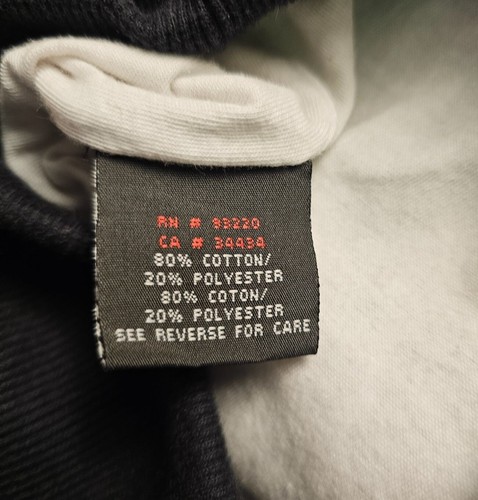 RN # 93220
CA # 34434
80% COTTON/
20% POLYESTER
80% COTON/
20% POLYESTER
SEE REVERSE FOR CARE